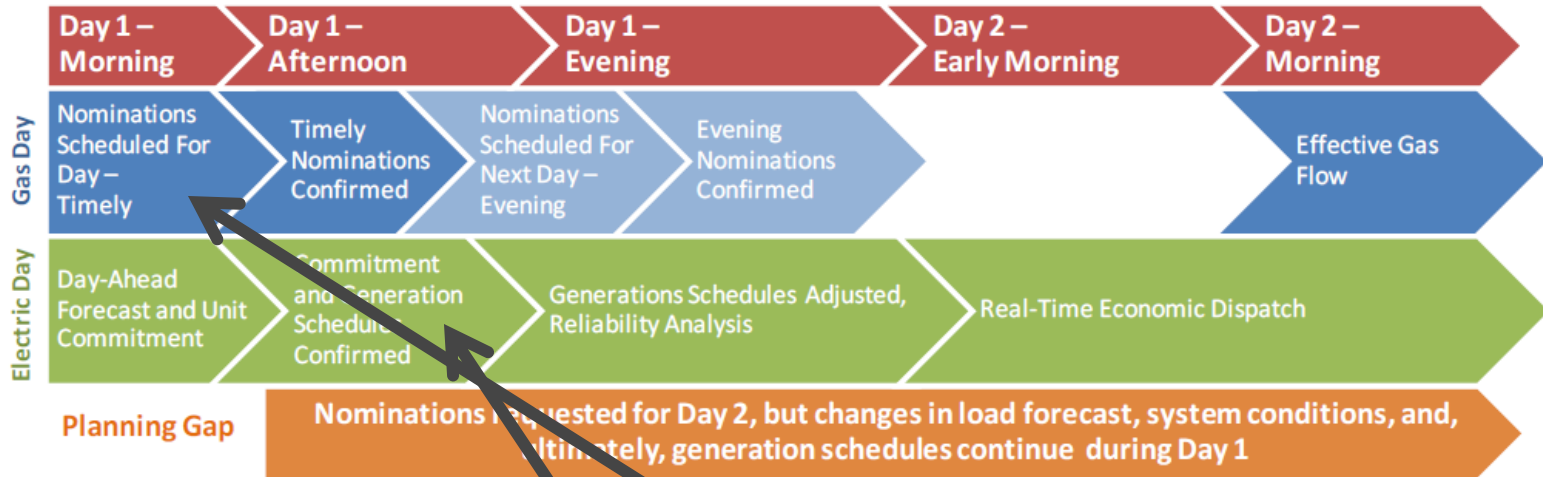 Day 1 –
Morning
Day 1 –
Afternoon
Day 1 –
Evening
Day 2 –
Early Morning
Day 2 –
Morning
Gas Day
Nominations
Scheduled For
Day –
Timely
Timely
Nominations
Confirmed
Nominations
Scheduled For
Next Day –
Evening
Evening
Nominations
Confirmed
Effective Gas
Flow
Electric Day
Day-Ahead
Forecast and Unit
Commitment
Commitment
and Generation
Schedules
Confirmed
Generations Schedules Adjusted,
Reliability Analysis
Real-Time Economic Dispatch
Planning Gap
Nominations requested for Day 2, but changes in load forecast, system conditions, and,
ultimately, generation schedules continue during Day 1